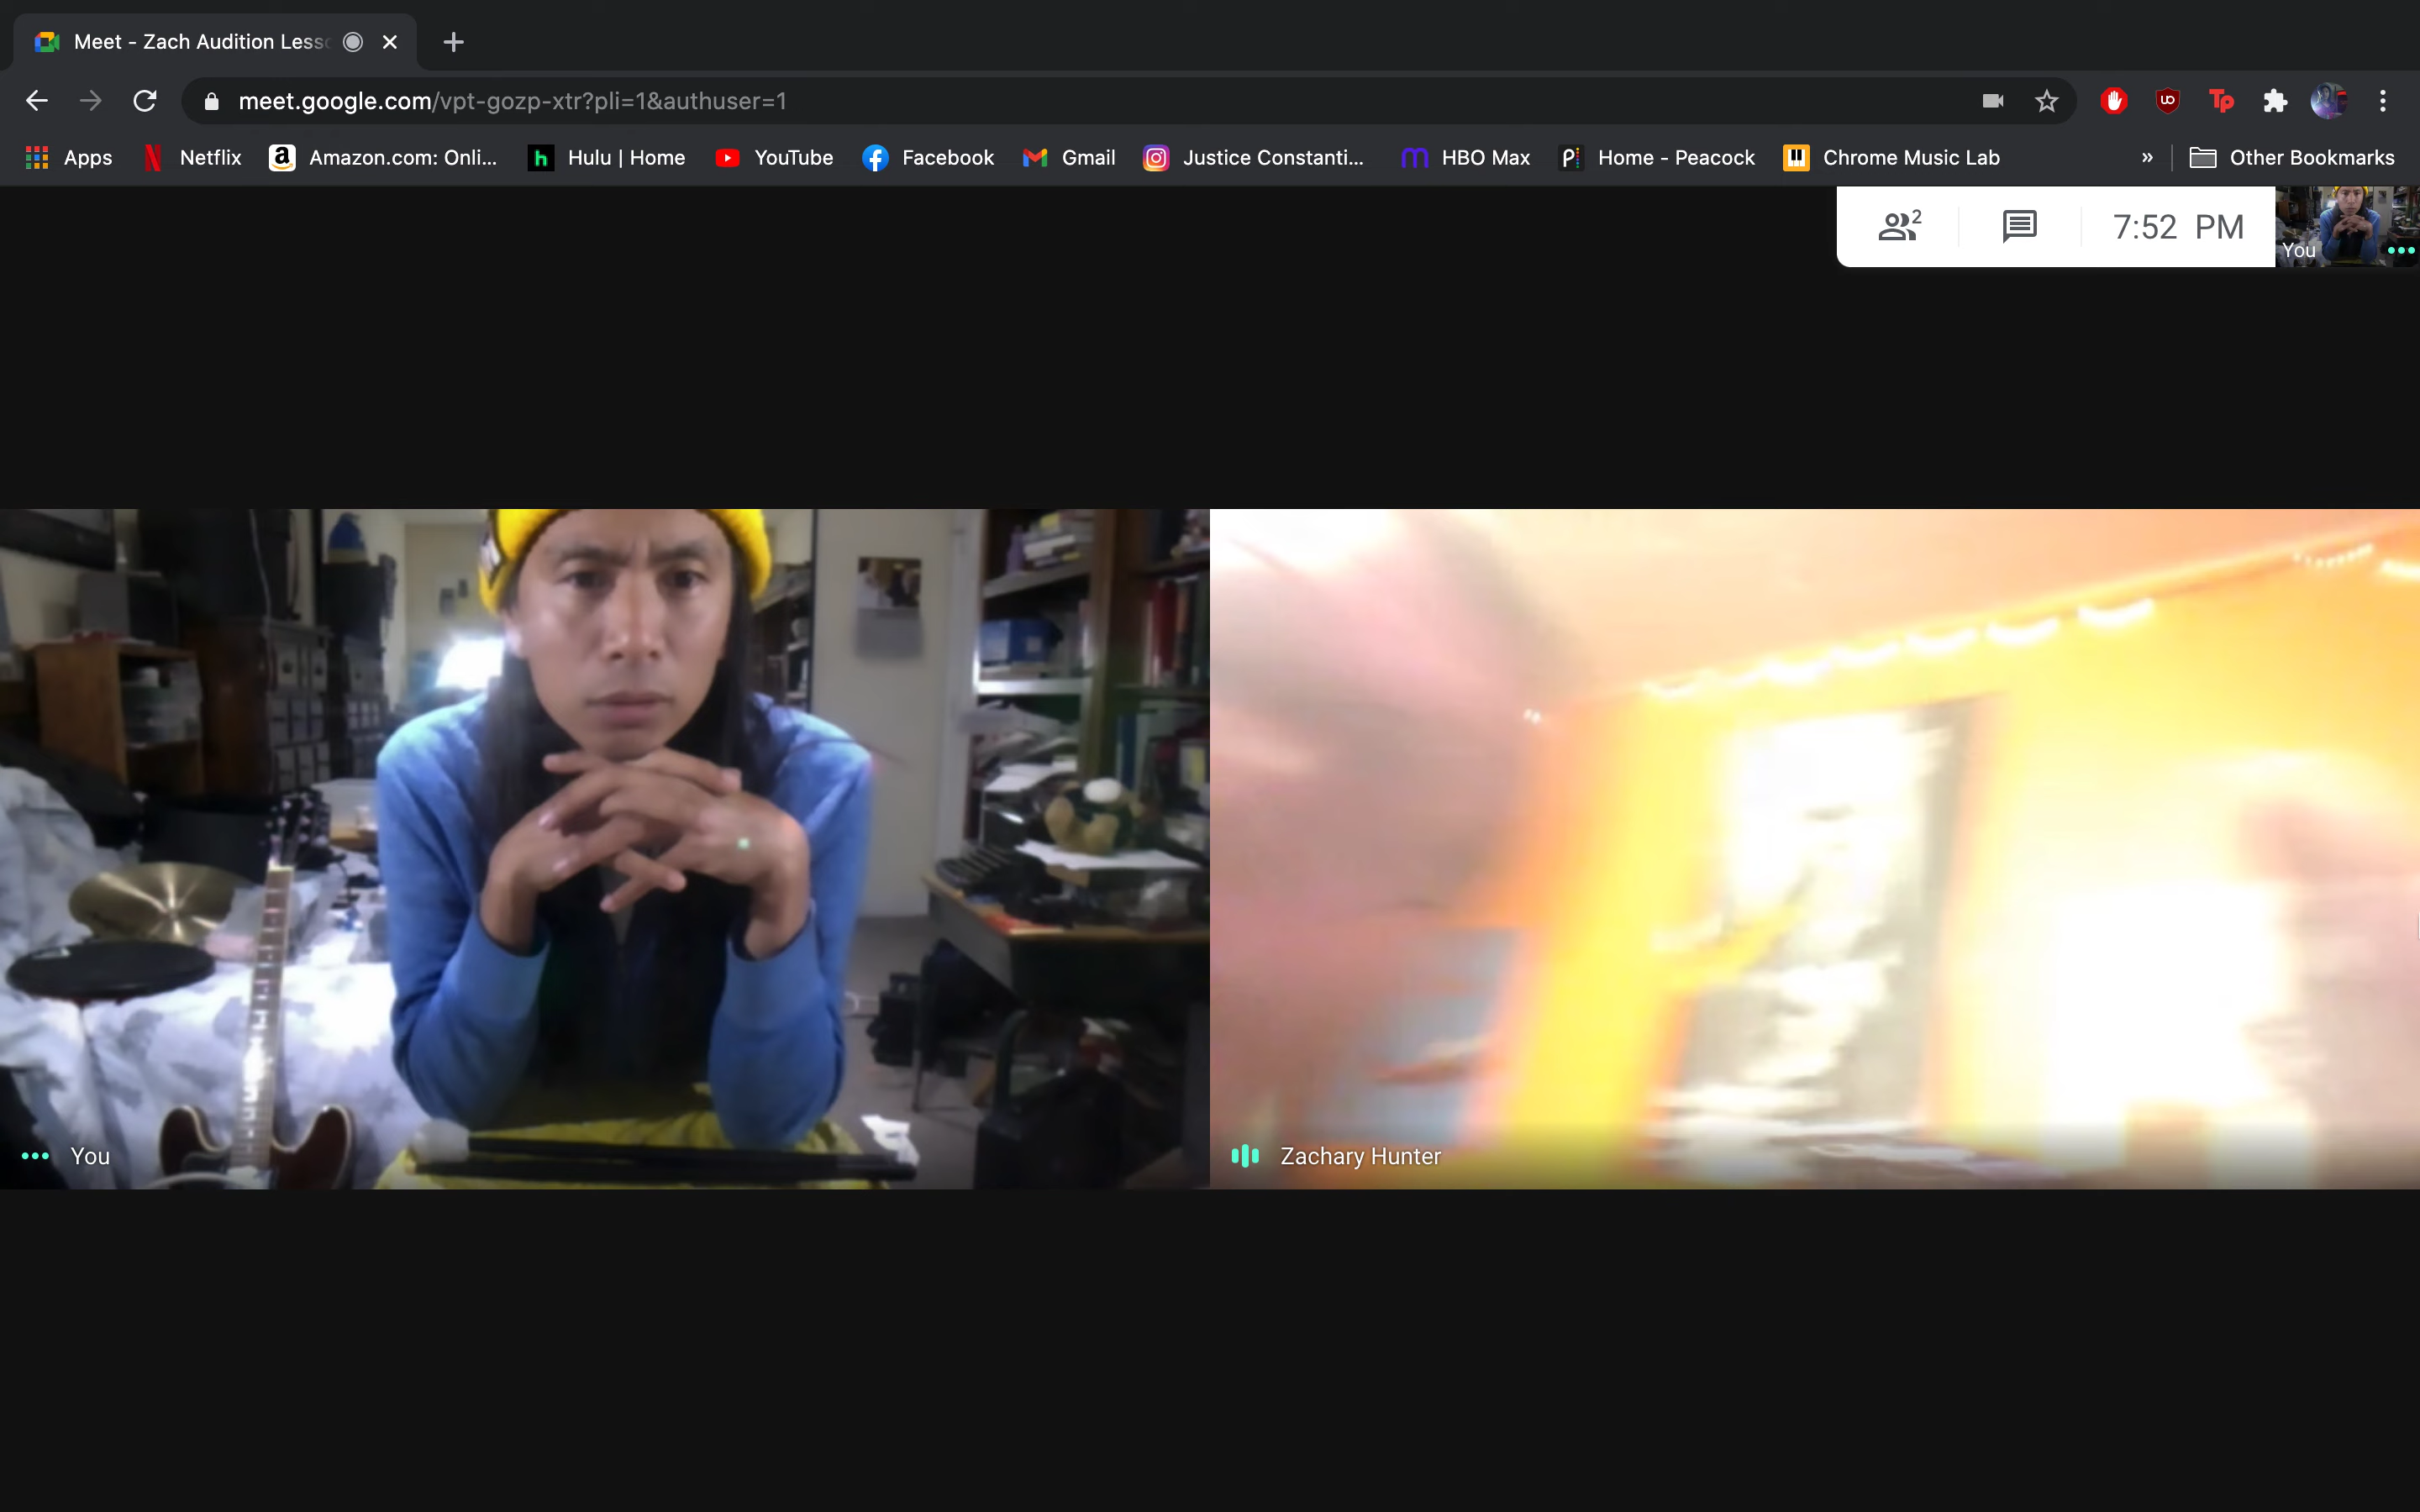 Meet - Zach Audition Less
meet.google.com/vpt-gozp-xtr?pli=1&authuser=1
Apps Netflix Amazon.com: Onli... Hulu | Home YouTube Facebook Gmail Justice Constanti... HBO Max Home - Peacock Chrome Music Lab » Other Bookmarks
2 7:52 PM
You
You
Zachary Hunter